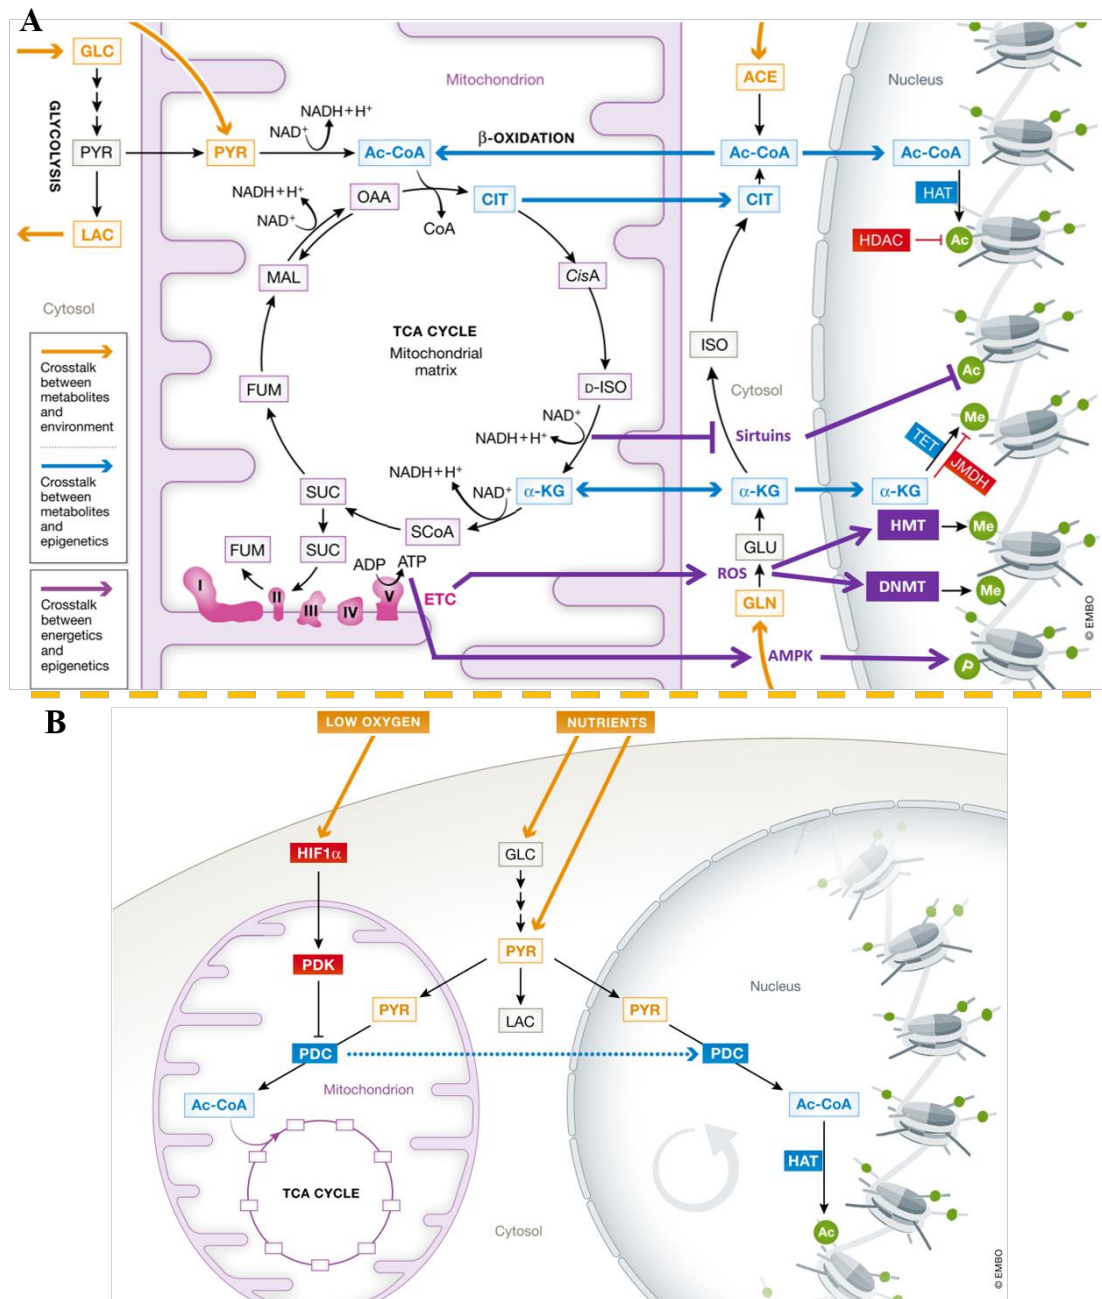 A
GLC
GLYCOLYSIS
PYR
LAC
Cytosol
Crosstalk
between
metabolites
and
environment
Crosstalk
between
metabolites
and
epigenetics
Crosstalk
between
energetics
and
epigenetics
Mitochondrion
PYR
NAD⁺
NADH + H⁺
Ac-CoA
β-OXIDATION
NADH + H⁺
NAD⁺
OAA
CIT
CoA
MAL
CisA
TCA CYCLE
Mitochondrial
matrix
FUM
D-ISO
NAD⁺
NADH + H⁺
NADH + H⁺
NAD⁺
α-KG
SUC
SCoA
FUM
SUC
ADP
ATP
I
II
III
IV
V
ETC
ACE
Ac-CoA
CIT
ISO
Cytosol
Sirtuins
α-KG
GLU
ROS
GLN
AMPK
Nucleus
Ac-CoA
HAT
HDAC
Ac
Ac
Me
TET
JMDH
α-KG
HMT
Me
DNMT
Me
P
© EMBO
B
LOW OXYGEN
NUTRIENTS
HIF1α
GLC
PDK
PYR
Nucleus
PYR
LAC
PYR
PDC
PDC
Mitochondrion
Ac-CoA
Ac-CoA
HAT
TCA CYCLE
Cytosol
Ac
© EMBO